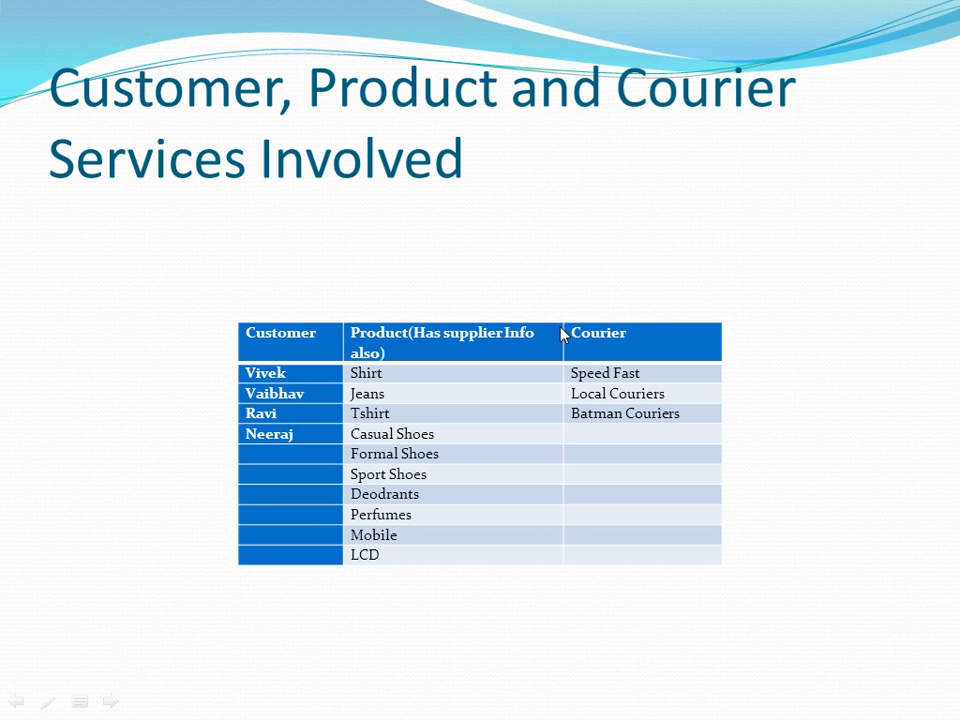 Customer, Product and Courier
Services Involved
Customer Product(Has supplier Info also) Courier
Vivek Shirt Speed Fast
Vaibhav Jeans Local Couriers
Ravi Tshirt Batman Couriers
Neeraj Casual Shoes
Formal Shoes
Sport Shoes
Deodrants
Perfumes
Mobile
LCD